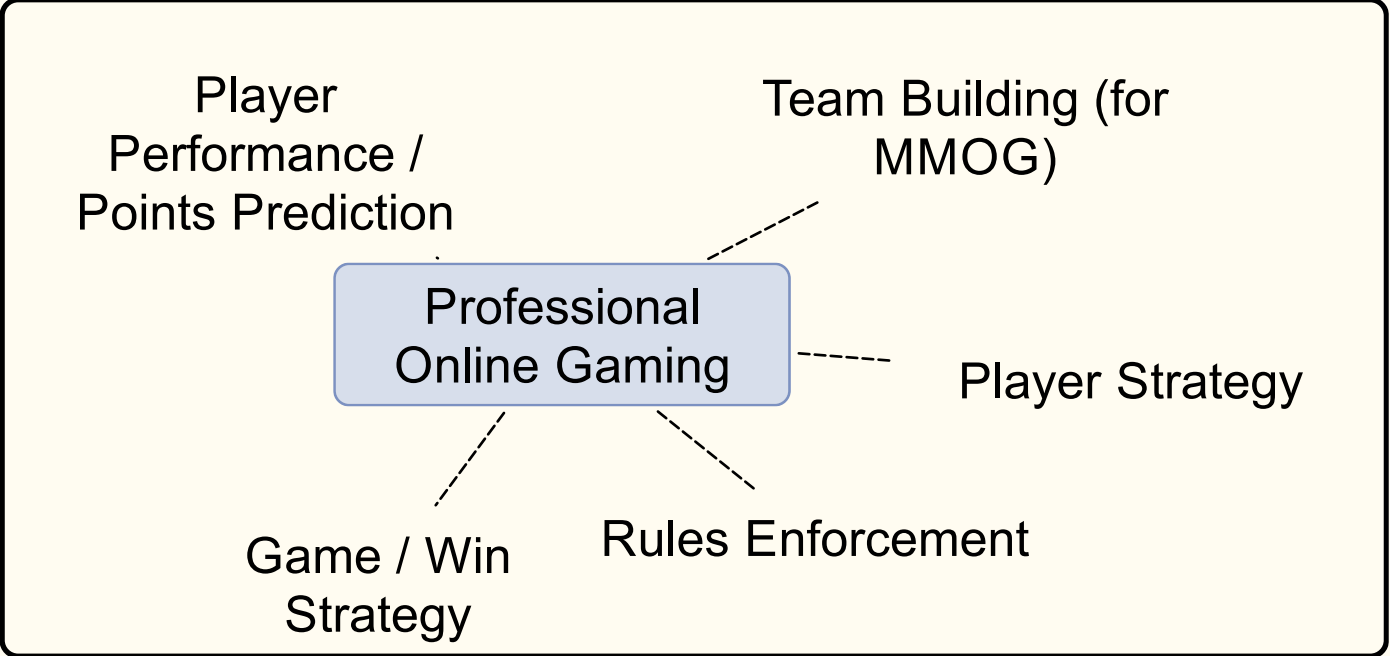 Player
Performance /
Points Prediction
Team Building (for
MMOG)
Professional
Online Gaming
Player Strategy
Rules Enforcement
Game / Win
Strategy